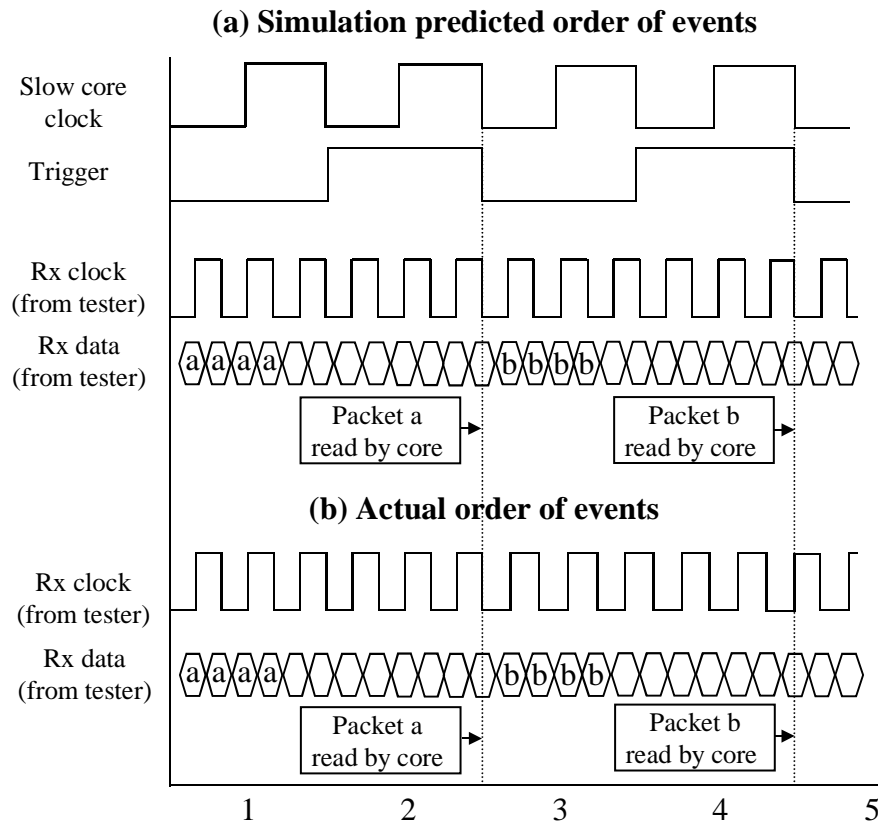 (a) Simulation predicted order of events
Slow core
clock
Trigger
Rx clock
(from tester)
Rx data
(from tester)
a a a a b b b b
Packet a
read by core
Packet b
read by core
(b) Actual order of events
Rx clock
(from tester)
Rx data
(from tester)
a a a a b b b b
Packet a
read by core
Packet b
read by core
1 2 3 4 5